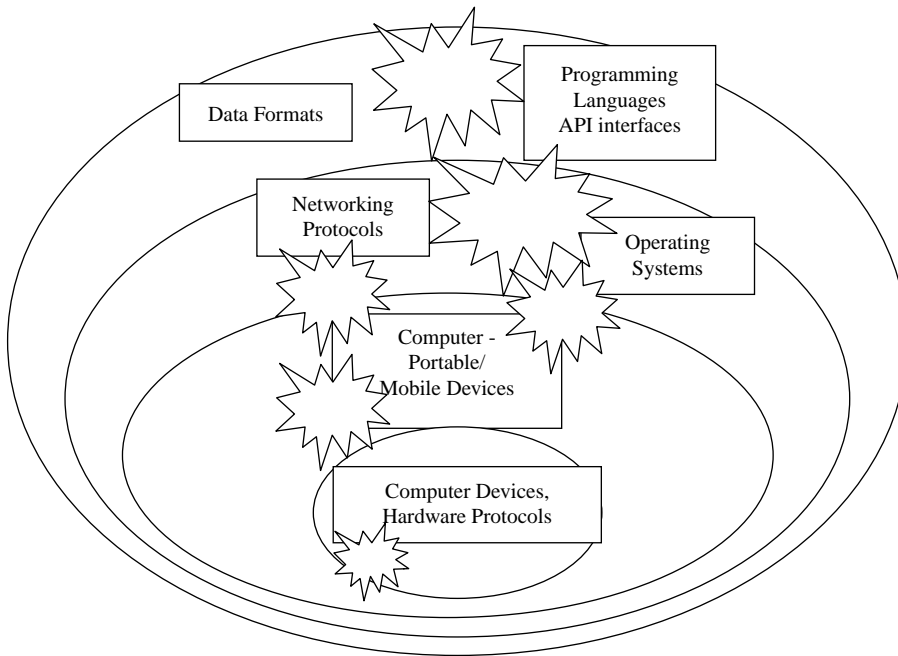 Data Formats
Programming
Languages
API interfaces
Networking
Protocols
Operating
Systems
Computer -
Portable/
Mobile Devices
Computer Devices,
Hardware Protocols